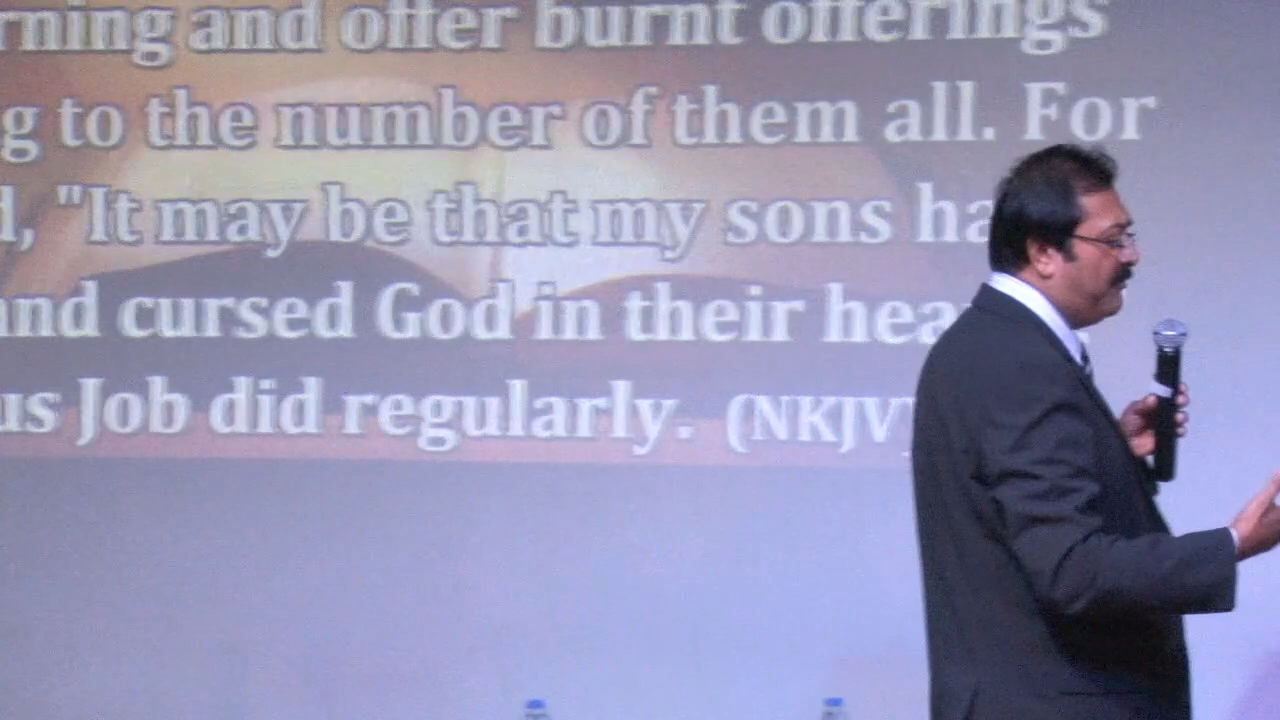 rning and offer burnt offerings
g to the number of them all. For
d, "It may be that my sons ha
and cursed God in their hea
us Job did regularly. (NKJV)